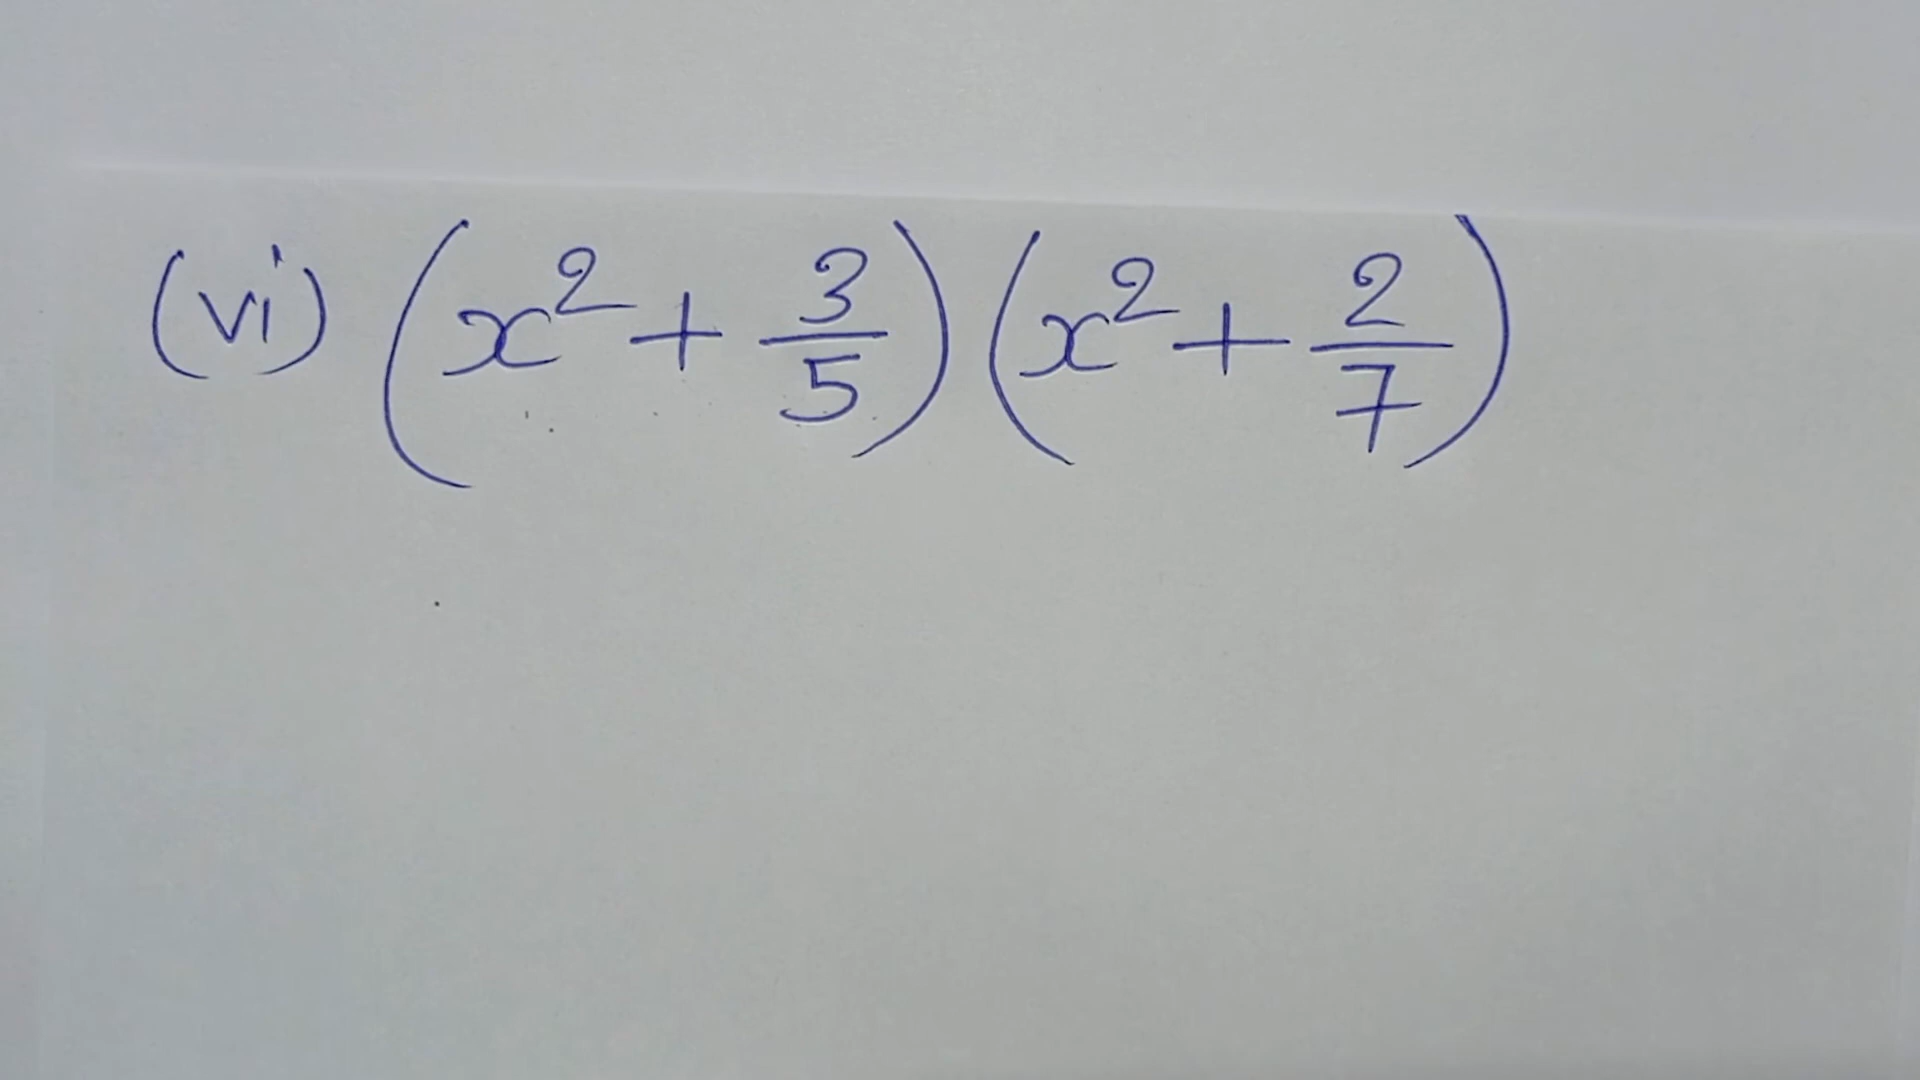 (vi) (x² + 3/5)(x² + 2/7)